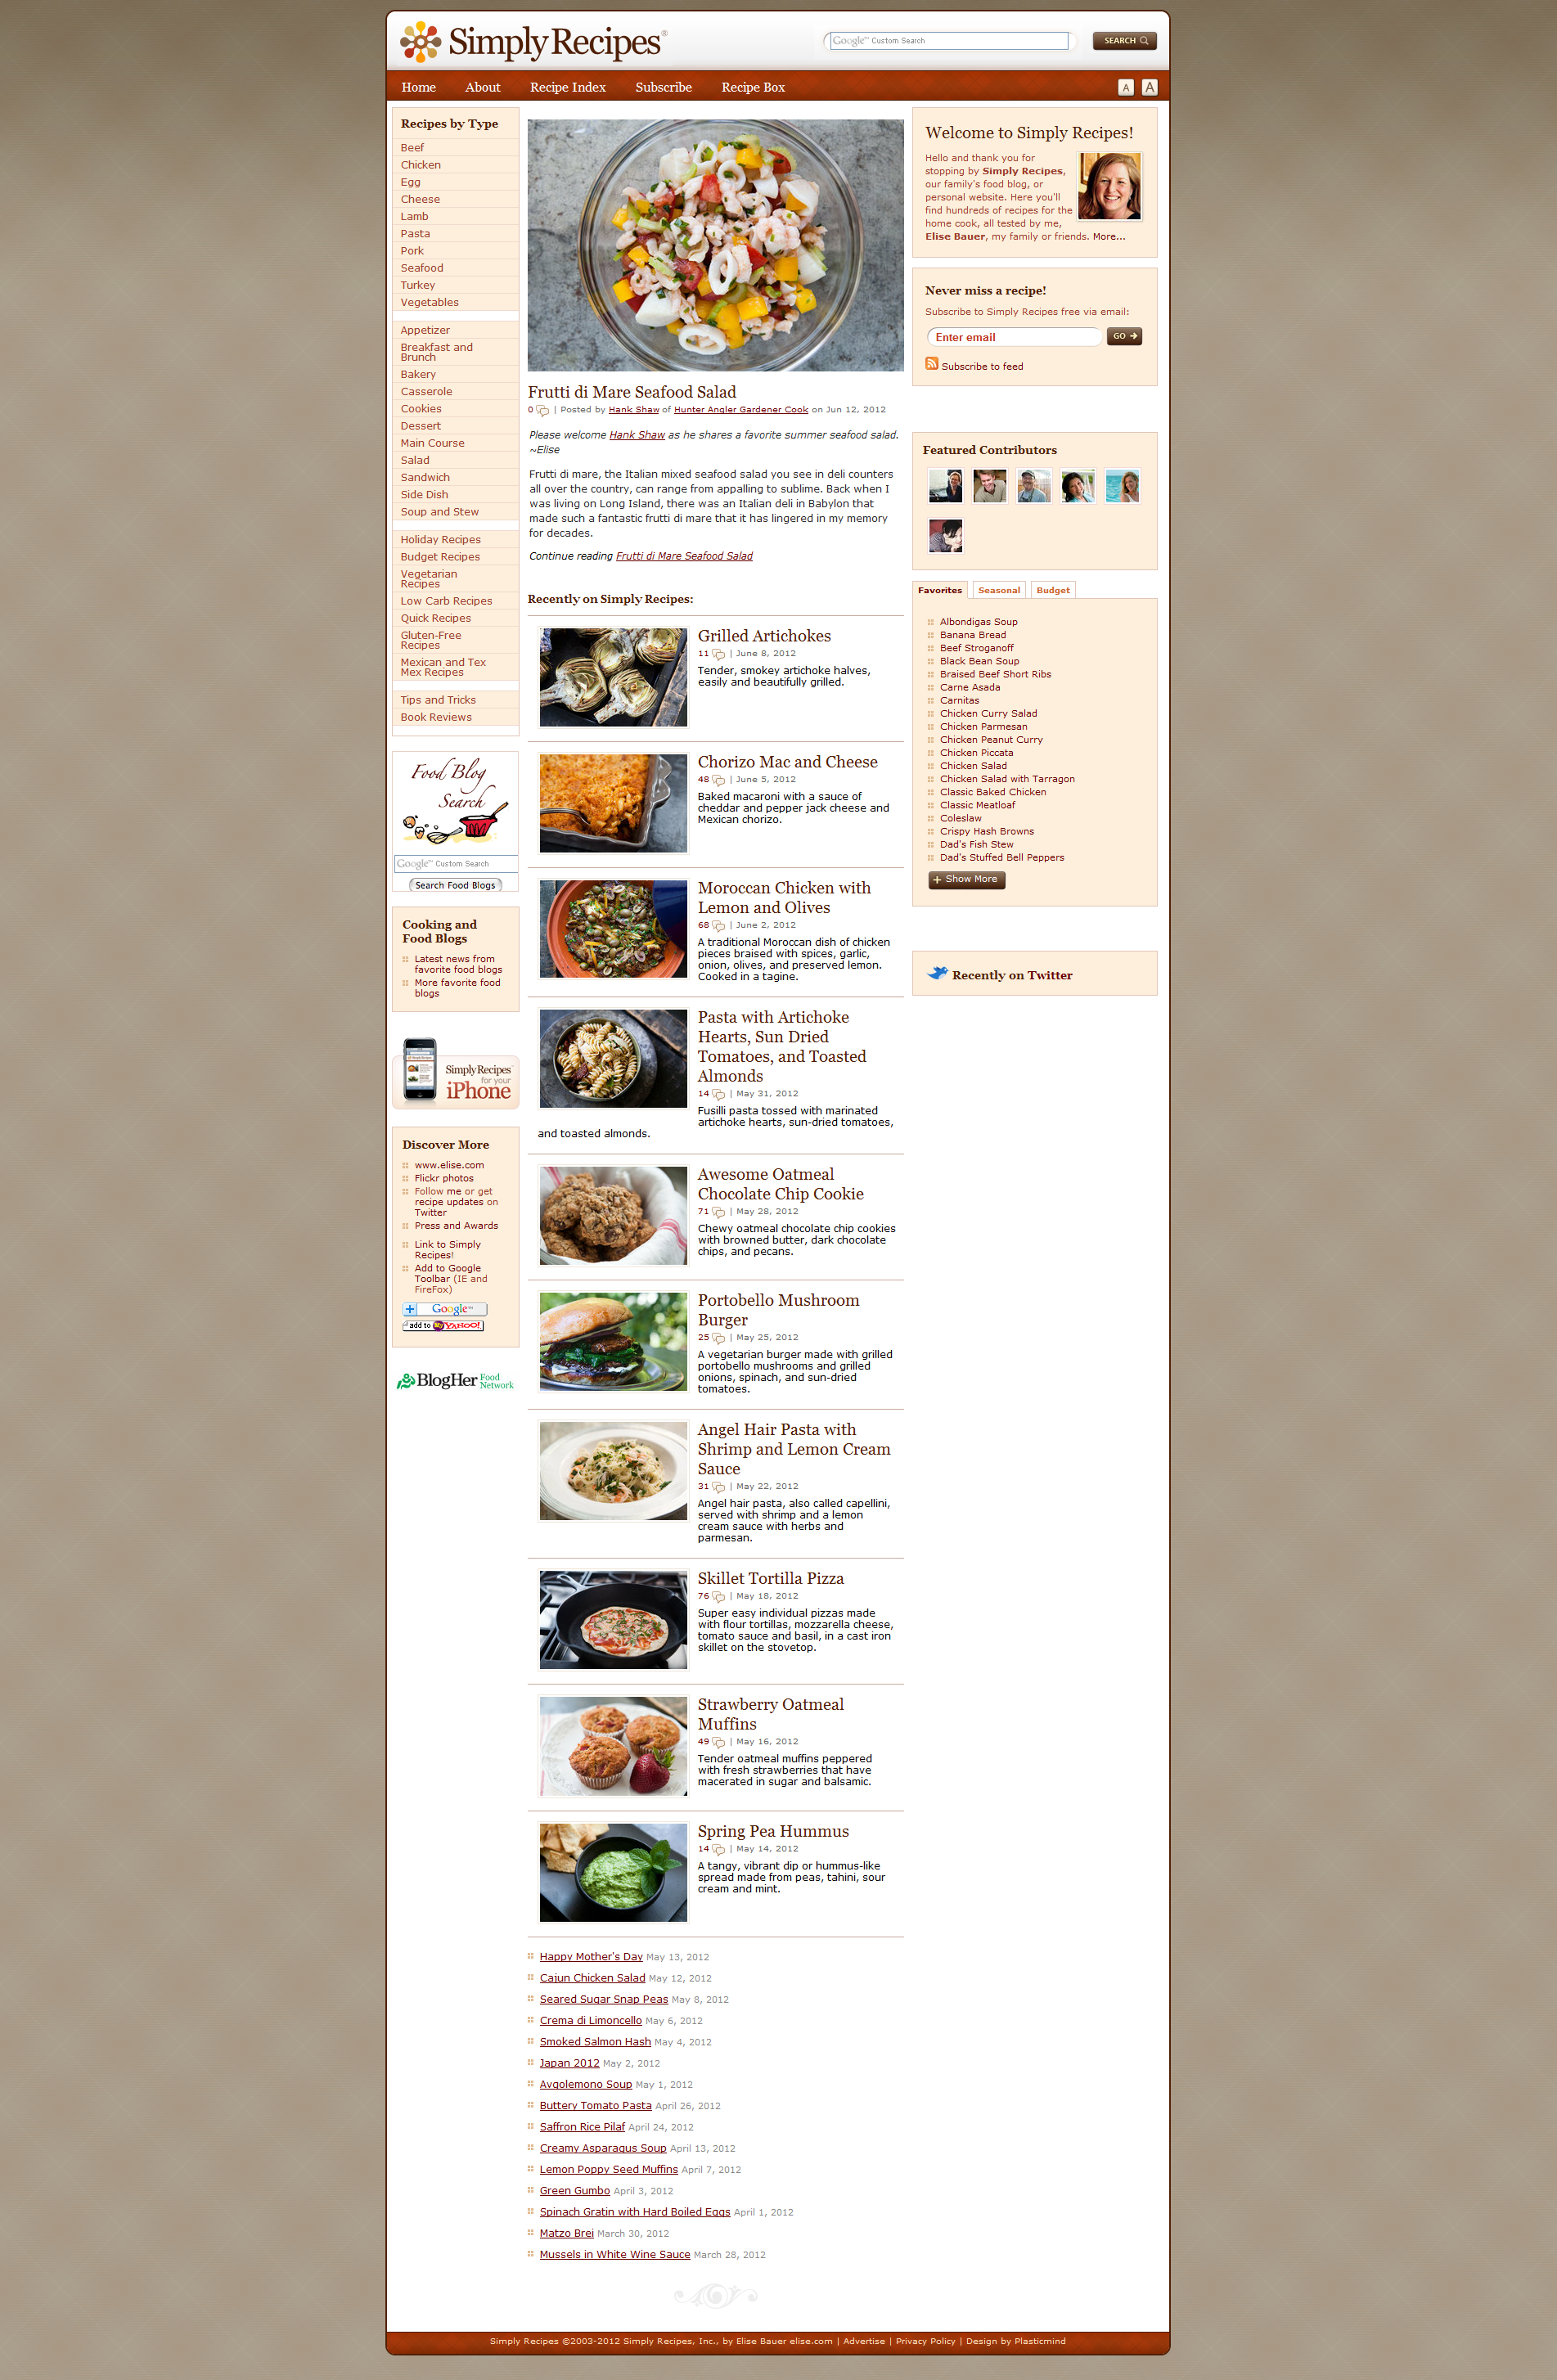 Simply Recipes®
Google™ Custom Search
SEARCH
Home About Recipe Index Subscribe Recipe Box
A A
Recipes by Type
Beef
Chicken
Egg
Cheese
Lamb
Pasta
Pork
Seafood
Turkey
Vegetables
Appetizer
Breakfast and
Brunch
Bakery
Casserole
Cookies
Dessert
Main Course
Salad
Sandwich
Side Dish
Soup and Stew
Holiday Recipes
Budget Recipes
Vegetarian
Recipes
Low Carb Recipes
Quick Recipes
Gluten-Free
Recipes
Mexican and Tex
Mex Recipes
Tips and Tricks
Book Reviews
Food Blog
Search
Google™ Custom Search
Search Food Blogs
Cooking and
Food Blogs
Latest news from
favorite food blogs
More favorite food
blogs
Simply Recipes
for your
iPhone
Discover More
www.elise.com
Flickr photos
Follow me or get
recipe updates on
Twitter
Press and Awards
Link to Simply
Recipes!
Add to Google
Toolbar (IE and
FireFox)
Google™
add to MY YAHOO!
BlogHer Food
Network
Frutti di Mare Seafood Salad
0 | Posted by Hank Shaw of Hunter Angler Gardener Cook on Jun 12, 2012
Please welcome Hank Shaw as he shares a favorite summer seafood salad.
~Elise
Frutti di mare, the Italian mixed seafood salad you see in deli counters
all over the country, can range from appalling to sublime. Back when I
was living on Long Island, there was an Italian deli in Babylon that
made such a fantastic frutti di mare that it has lingered in my memory
for decades.
Continue reading Frutti di Mare Seafood Salad
Recently on Simply Recipes:
Grilled Artichokes
11 | June 8, 2012
Tender, smokey artichoke halves,
easily and beautifully grilled.
Chorizo Mac and Cheese
48 | June 5, 2012
Baked macaroni with a sauce of
cheddar and pepper jack cheese and
Mexican chorizo.
Moroccan Chicken with
Lemon and Olives
68 | June 2, 2012
A traditional Moroccan dish of chicken
pieces braised with spices, garlic,
onion, olives, and preserved lemon.
Cooked in a tagine.
Pasta with Artichoke
Hearts, Sun Dried
Tomatoes, and Toasted
Almonds
14 | May 31, 2012
Fusilli pasta tossed with marinated
artichoke hearts, sun-dried tomatoes,
and toasted almonds.
Awesome Oatmeal
Chocolate Chip Cookie
71 | May 28, 2012
Chewy oatmeal chocolate chip cookies
with browned butter, dark chocolate
chips, and pecans.
Portobello Mushroom
Burger
25 | May 25, 2012
A vegetarian burger made with grilled
portobello mushrooms and grilled
onions, spinach, and sun-dried
tomatoes.
Angel Hair Pasta with
Shrimp and Lemon Cream
Sauce
31 | May 22, 2012
Angel hair pasta, also called capellini,
served with shrimp and a lemon
cream sauce with herbs and
parmesan.
Skillet Tortilla Pizza
76 | May 18, 2012
Super easy individual pizzas made
with flour tortillas, mozzarella cheese,
tomato sauce and basil, in a cast iron
skillet on the stovetop.
Strawberry Oatmeal
Muffins
49 | May 16, 2012
Tender oatmeal muffins peppered
with fresh strawberries that have
macerated in sugar and balsamic.
Spring Pea Hummus
14 | May 14, 2012
A tangy, vibrant dip or hummus-like
spread made from peas, tahini, sour
cream and mint.
Happy Mother's Day May 13, 2012
Cajun Chicken Salad May 12, 2012
Seared Sugar Snap Peas May 8, 2012
Crema di Limoncello May 6, 2012
Smoked Salmon Hash May 4, 2012
Japan 2012 May 2, 2012
Avgolemono Soup May 1, 2012
Buttery Tomato Pasta April 26, 2012
Saffron Rice Pilaf April 24, 2012
Creamy Asparagus Soup April 13, 2012
Lemon Poppy Seed Muffins April 7, 2012
Green Gumbo April 3, 2012
Spinach Gratin with Hard Boiled Eggs April 1, 2012
Matzo Brei March 30, 2012
Mussels in White Wine Sauce March 28, 2012
Welcome to Simply Recipes!
Hello and thank you for
stopping by Simply Recipes,
our family's food blog, or
personal website. Here you'll
find hundreds of recipes for the
home cook, all tested by me,
Elise Bauer, my family or friends. More...
Never miss a recipe!
Subscribe to Simply Recipes free via email:
Enter email GO
Subscribe to feed
Featured Contributors
Favorites Seasonal Budget
Albondigas Soup
Banana Bread
Beef Stroganoff
Black Bean Soup
Braised Beef Short Ribs
Carne Asada
Carnitas
Chicken Curry Salad
Chicken Parmesan
Chicken Peanut Curry
Chicken Piccata
Chicken Salad
Chicken Salad with Tarragon
Classic Baked Chicken
Classic Meatloaf
Coleslaw
Crispy Hash Browns
Dad's Fish Stew
Dad's Stuffed Bell Peppers
+ Show More
Recently on Twitter
Simply Recipes ©2003-2012 Simply Recipes, Inc., by Elise Bauer elise.com | Advertise | Privacy Policy | Design by Plasticmind